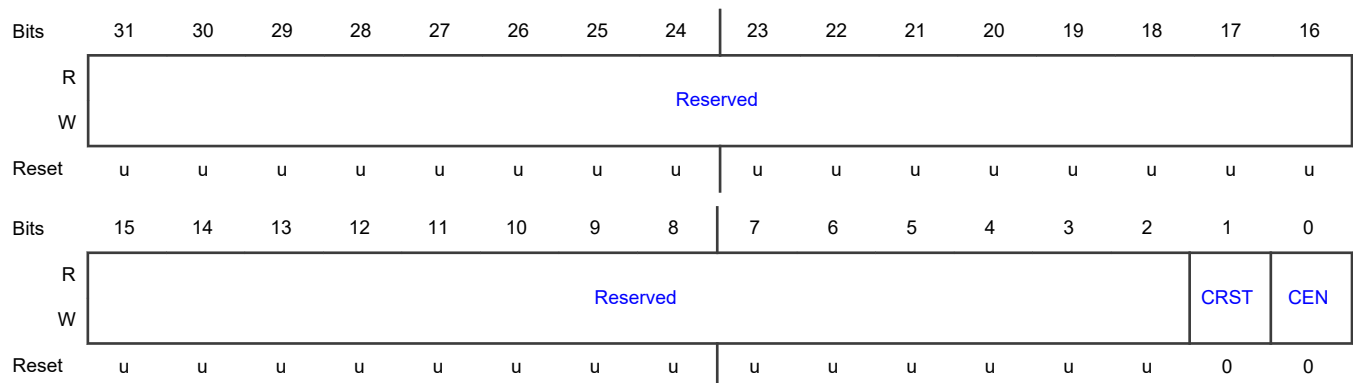 Bits 31 30 29 28 27 26 25 24 23 22 21 20 19 18 17 16
R
Reserved
W
Reset u u u u u u u u u u u u u u u u
Bits 15 14 13 12 11 10 9 8 7 6 5 4 3 2 1 0
R
Reserved CRST CEN
W
Reset u u u u u u u u u u u u u u 0 0